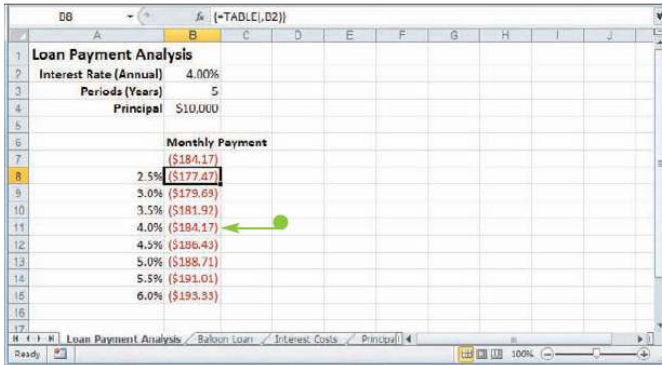 B8 fx {=TABLE(,B2)}
A B C D E F G H I J
1 Loan Payment Analysis
2 Interest Rate (Annual) 4.00%
3 Periods (Years) 5
4 Principal $10,000
5
6 Monthly Payment
7 ($184.17)
8 2.5% ($177.47)
9 3.0% ($179.69)
10 3.5% ($181.92)
11 4.0% ($184.17)
12 4.5% ($186.43)
13 5.0% ($188.71)
14 5.5% ($191.01)
15 6.0% ($193.33)
16
17
Loan Payment Analysis Baloon Loan Interest Costs Principal
Ready 100%